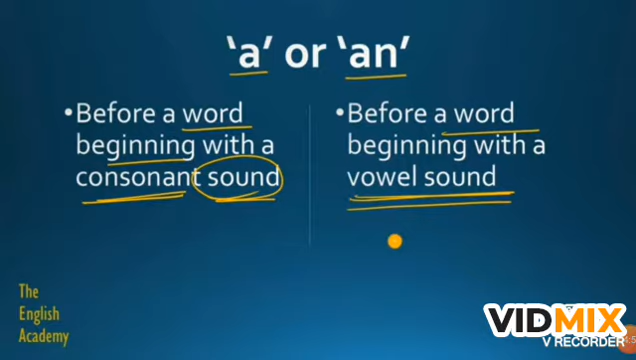 'a' or 'an'
•Before a word
beginning with a
consonant sound
•Before a word
beginning with a
vowel sound
The
English
Academy
VIDMIX
V RECORDER